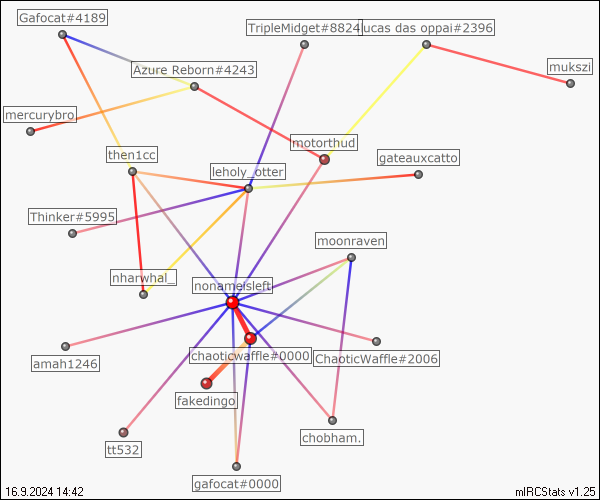 Gafocat#4189
TripleMidget#8824
lucas das oppai#2396
Azure Reborn#4243
mukszi
mercurybro
motorthud
then1cc
gateauxcatto
leholy_otter
Thinker#5995
moonraven
nharwhal_
nonameisleft
chaoticwaffle#0000
ChaoticWaffle#2006
amah1246
fakedingo
chobham.
tt532
gafocat#0000
16.9.2024 14:42
mIRCStats v1.25